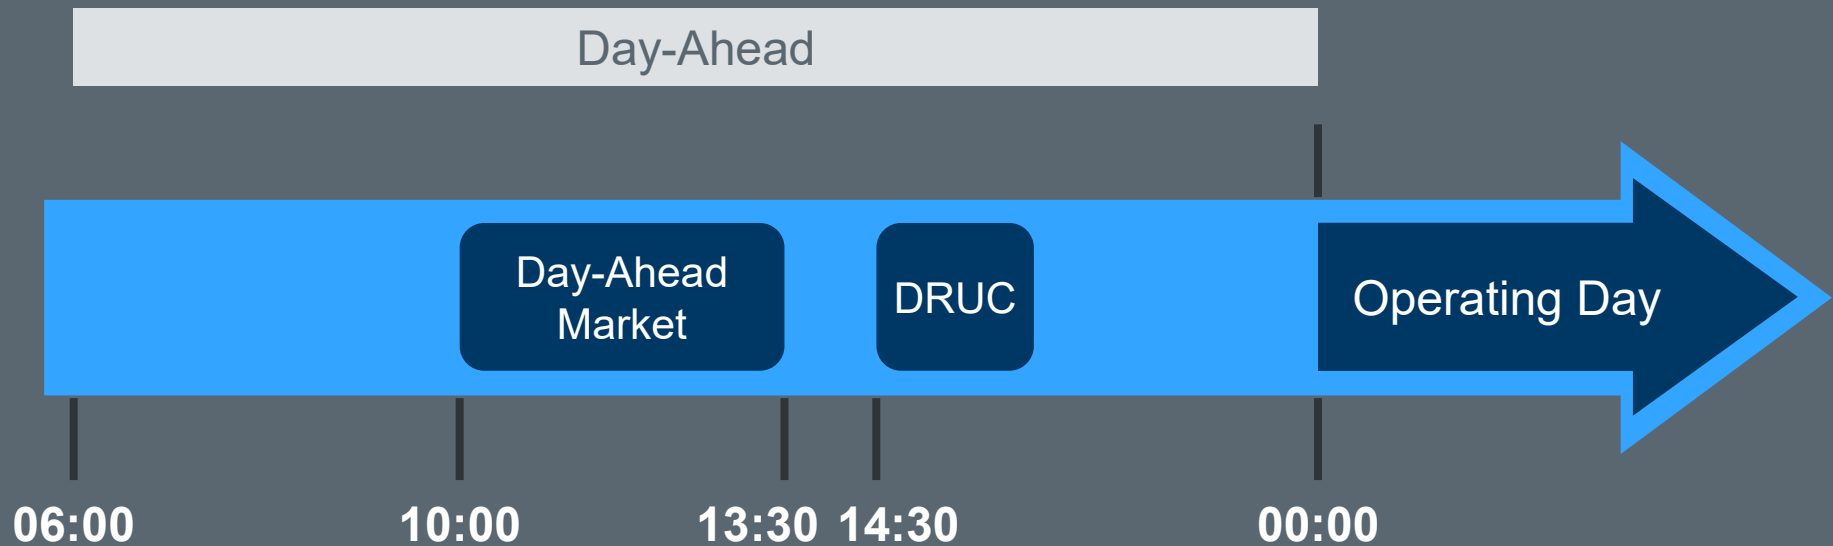 Day-Ahead
Day-Ahead
Market
DRUC
Operating Day
06:00
10:00
13:30
14:30
00:00